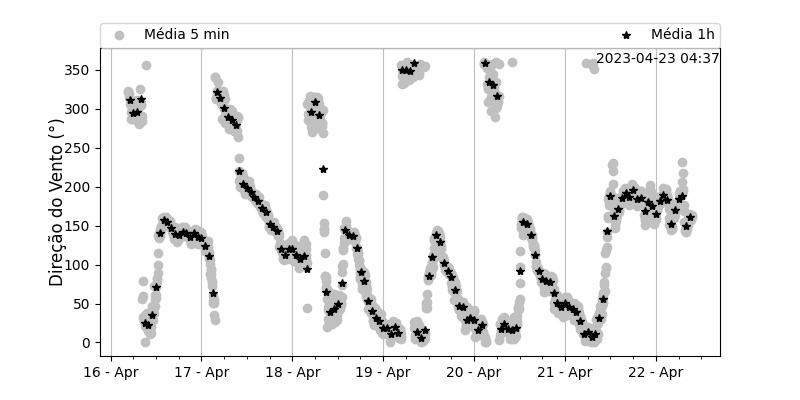 Média 5 min
Média 1h
2023-04-23 04:37
Direção do Vento (°)
350
300
250
200
150
100
50
0
16 - Apr
17 - Apr
18 - Apr
19 - Apr
20 - Apr
21 - Apr
22 - Apr